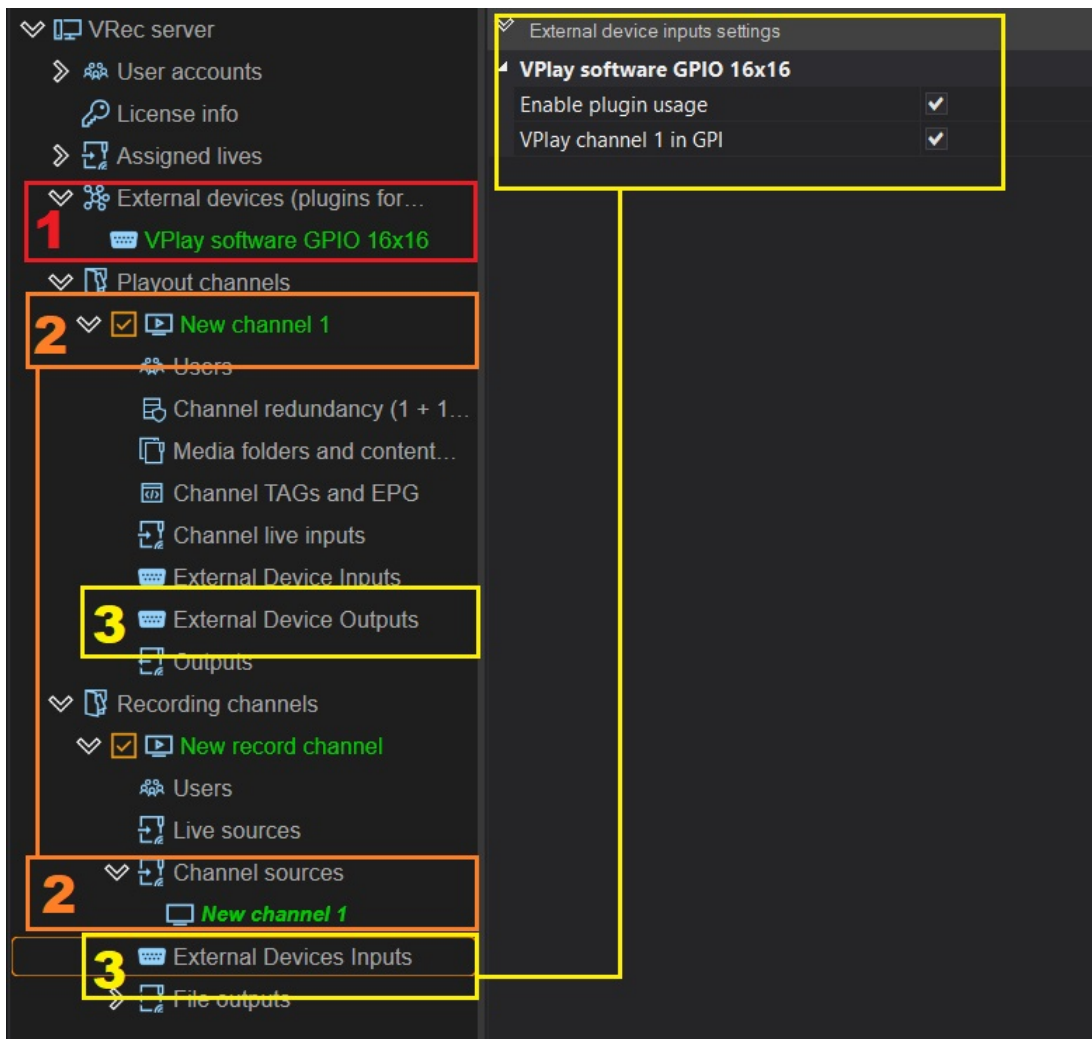 VRec server
User accounts
License info
Assigned lives
1
External devices (plugins for...
VPlay software GPIO 16x16
Playout channels
2
New channel 1
Users
Channel redundancy (1 + 1...
Media folders and content...
Channel TAGs and EPG
Channel live inputs
External Device Inputs
3
External Device Outputs
Outputs
Recording channels
New record channel
Users
Live sources
2
Channel sources
New channel 1
3
External Devices Inputs
File outputs
External device inputs settings
VPlay software GPIO 16x16
Enable plugin usage
VPlay channel 1 in GPI